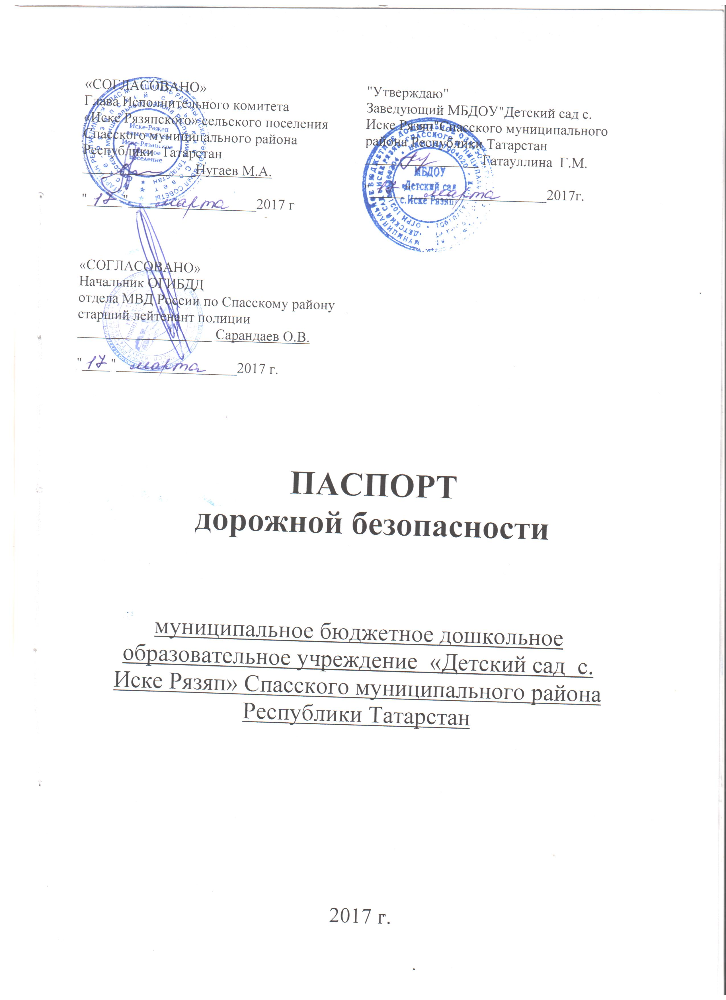 «СОГЛАСОВАНО»
Глава Исполнительного комитета
«Иске Рязяпского» сельского поселения
Спасского муниципального района
Республики Татарстан
Нугаев М.А.
"17" марта 2017 г
"Утверждаю"
Заведующий МБДОУ"Детский сад с.
Иске Рязяп"Спасского муниципального
района Республики Татарстан
Гатауллина Г.М.
"17" марта 2017г.
МБДОУ
Детский сад
с.Иске Рязяп
Иске-Рязяпское
поселение
«СОГЛАСОВАНО»
Начальник ОГИБДД
отдела МВД России по Спасскому району
старший лейтенант полиции
Сарандаев О.В.
"17" марта 2017 г.
ПАСПОРТ
дорожной безопасности
муниципальное бюджетное дошкольное
образовательное учреждение «Детский сад с.
Иске Рязяп» Спасского муниципального района
Республики Татарстан
2017 г.